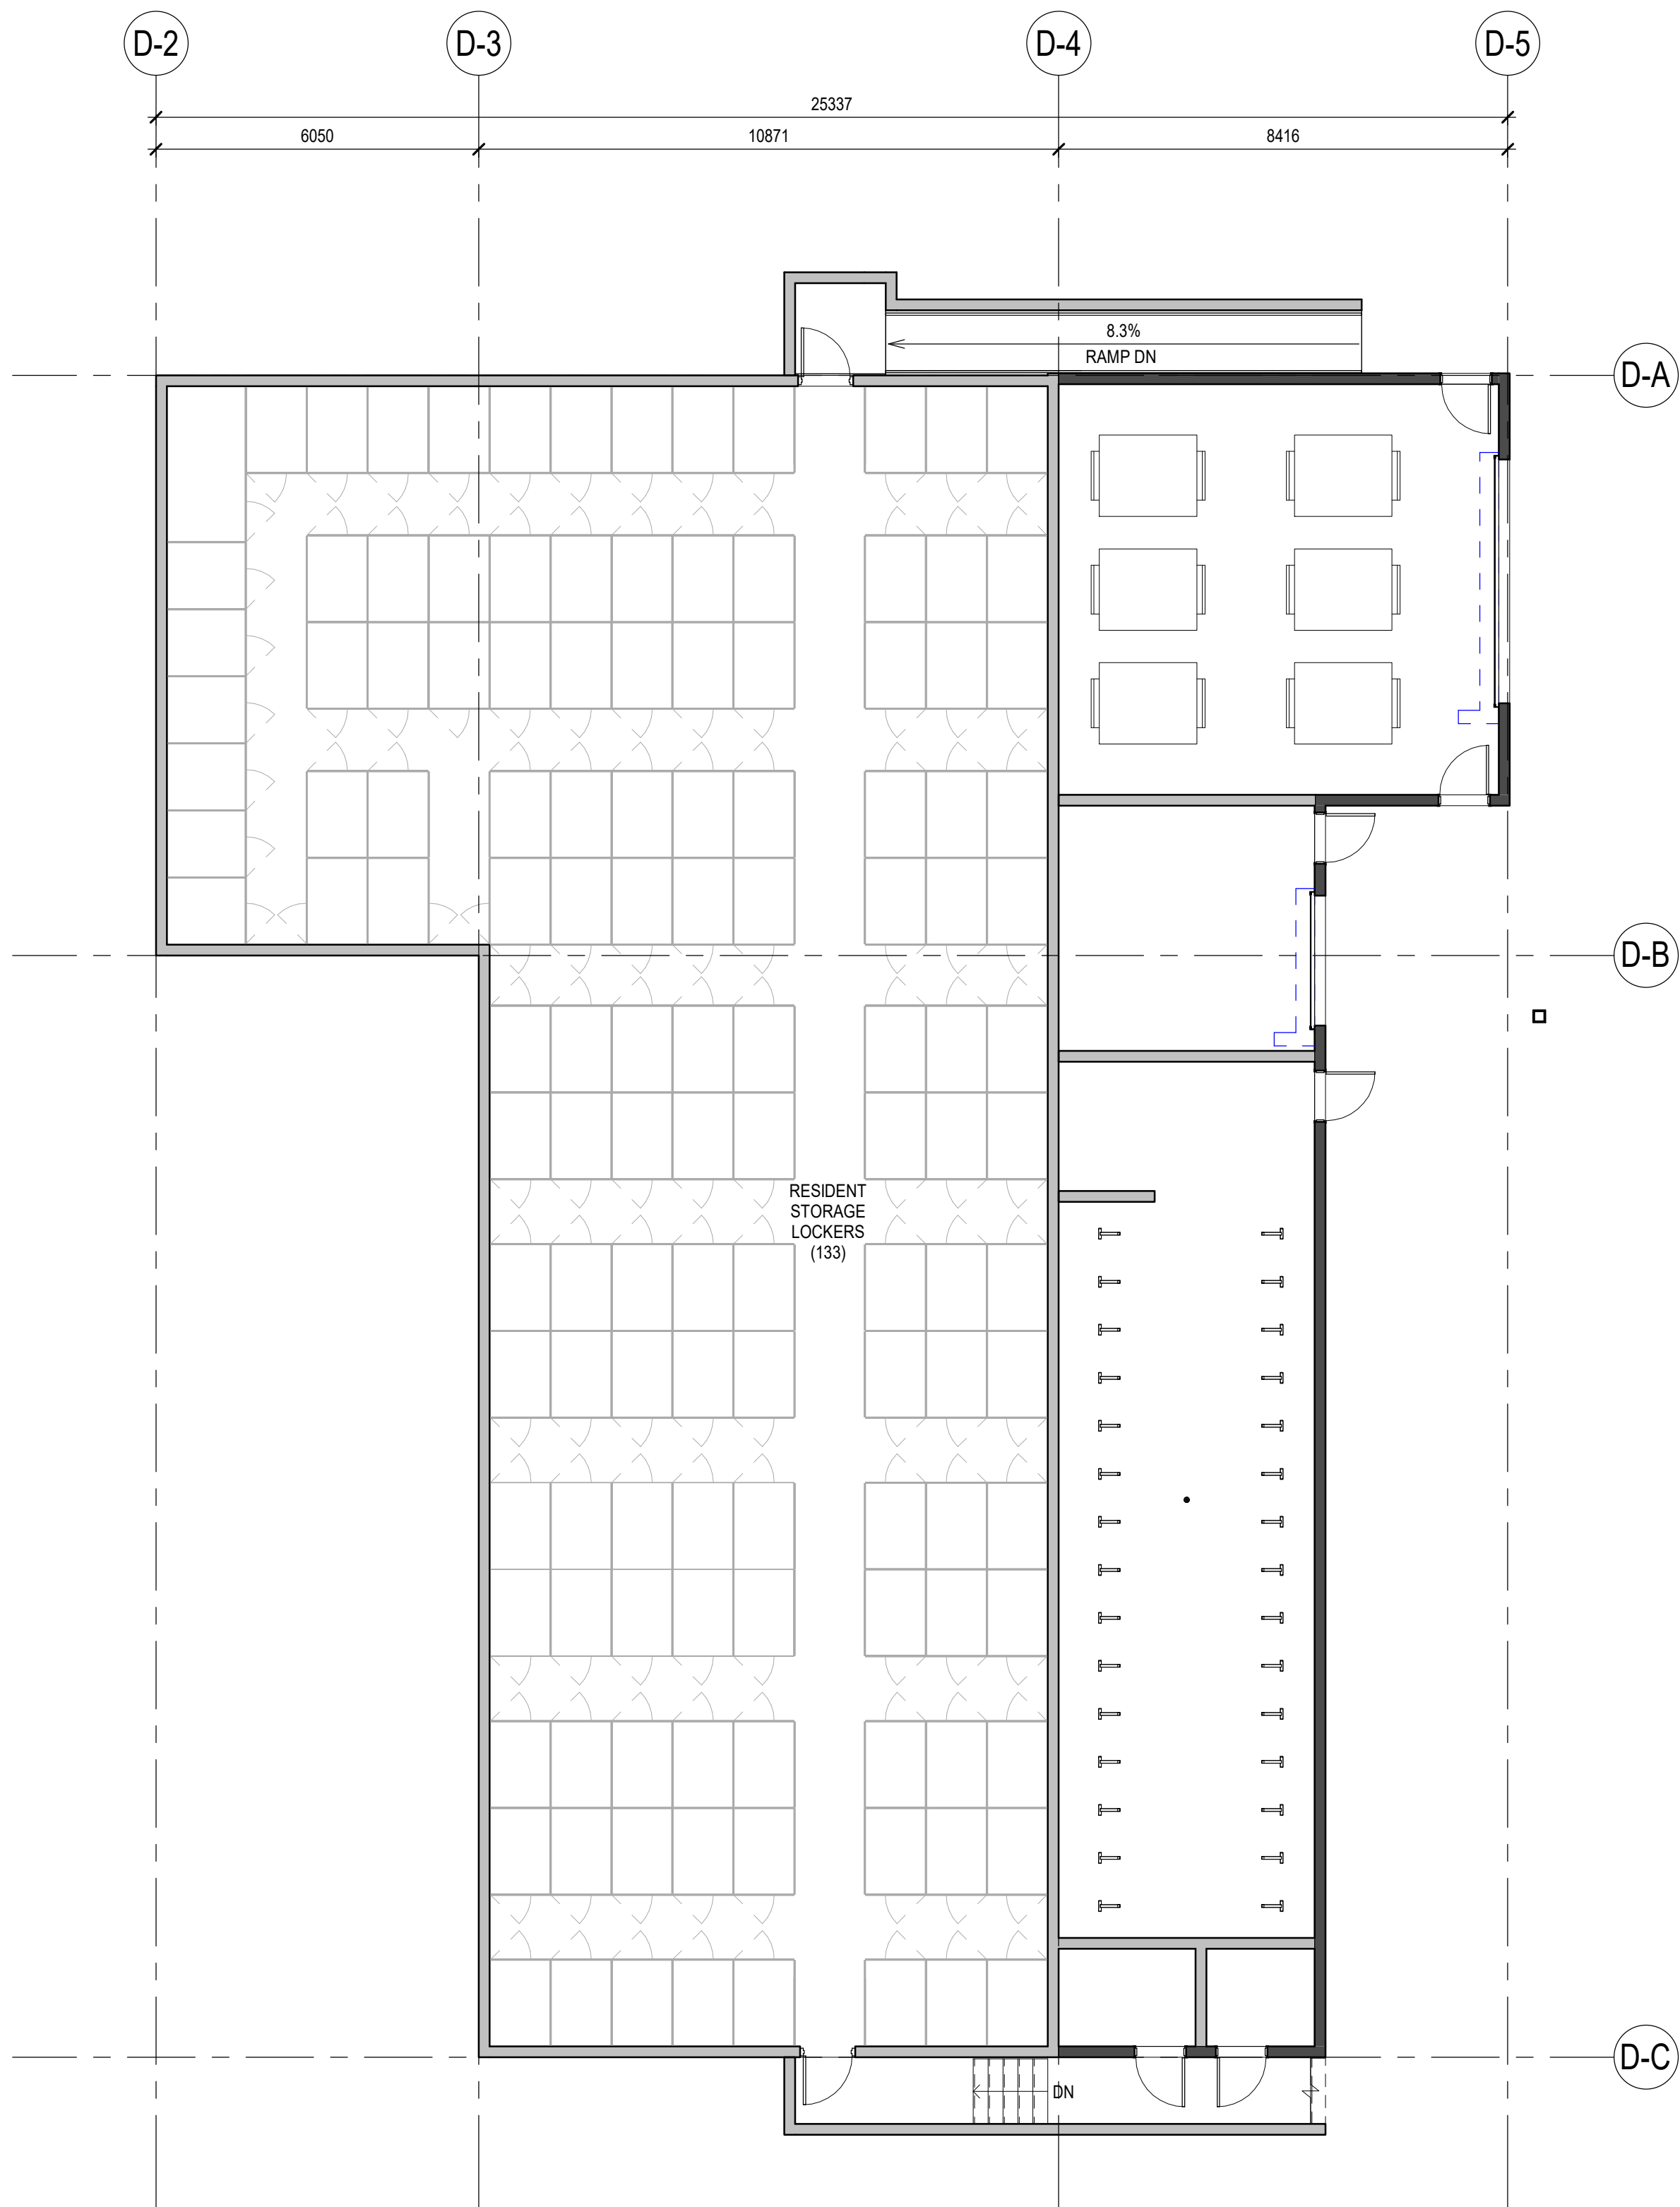 D-2
D-3
D-4
D-5
25337
6050
10871
8416
8.3%
RAMP DN
D-A
D-B
RESIDENT
STORAGE
LOCKERS
(133)
D-C
DN